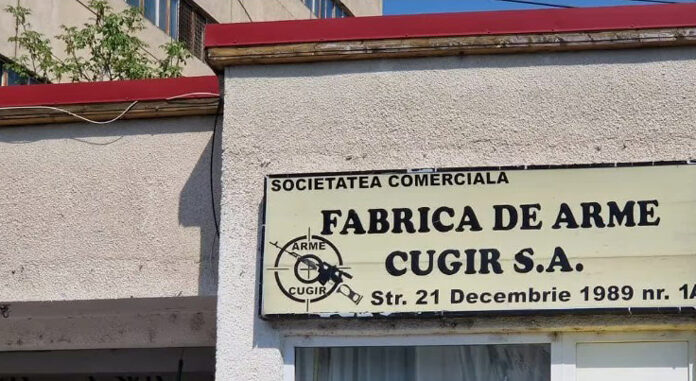 SOCIETATEA COMERCIALA
FABRICA DE ARME
CUGIR S.A.
ARME
CUGIR
Str. 21 Decembrie 1989 nr. 1A